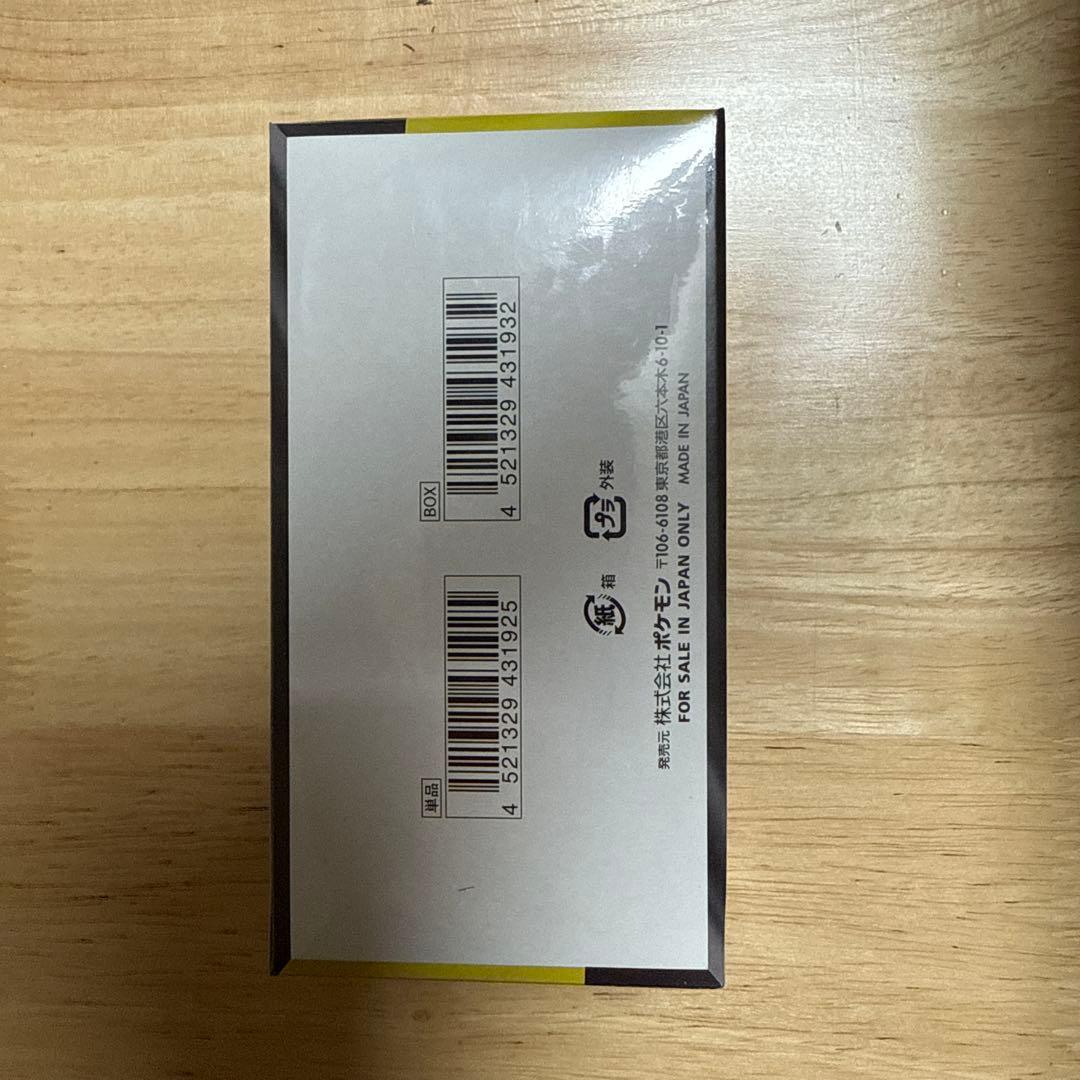 単品
4 521329 431925
BOX
4 521329 431932
紙 箱
プラ 外装
発売元 株式会社 ポケモン 〒106-6108 東京都港区六本木6-10-1
FOR SALE IN JAPAN ONLY MADE IN JAPAN